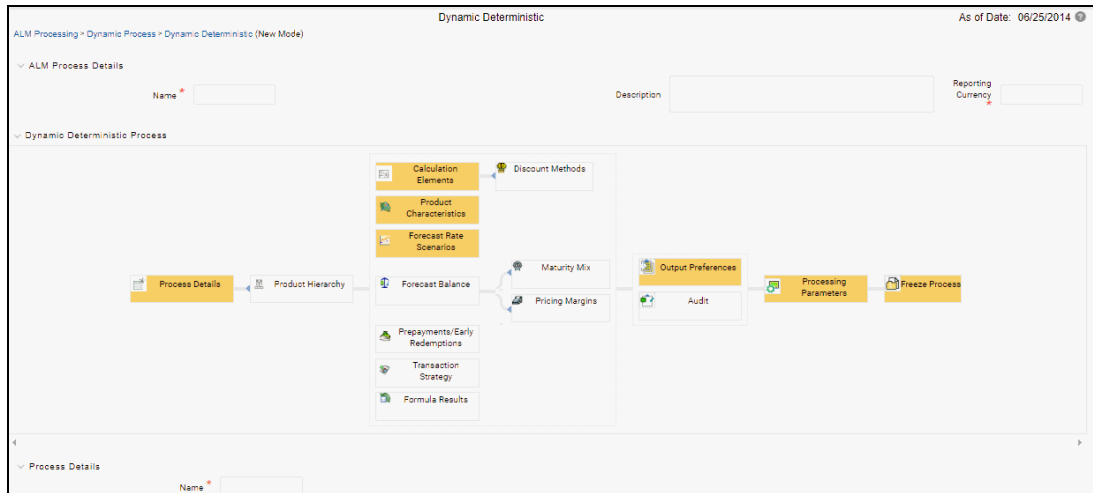 Dynamic Deterministic
As of Date: 06/25/2014
ALM Processing > Dynamic Process > Dynamic Deterministic (New Mode)
ALM Process Details
Name *
Description
Reporting
Currency
*
Dynamic Deterministic Process
Calculation
Elements
Discount Methods
Product
Characteristics
Forecast Rate
Scenarios
Process Details
Product Hierarchy
Forecast Balance
Maturity Mix
Pricing Margins
Output Preferences
Audit
Processing
Parameters
Freeze Process
Prepayments/Early
Redemptions
Transaction
Strategy
Formula Results
Process Details
Name *